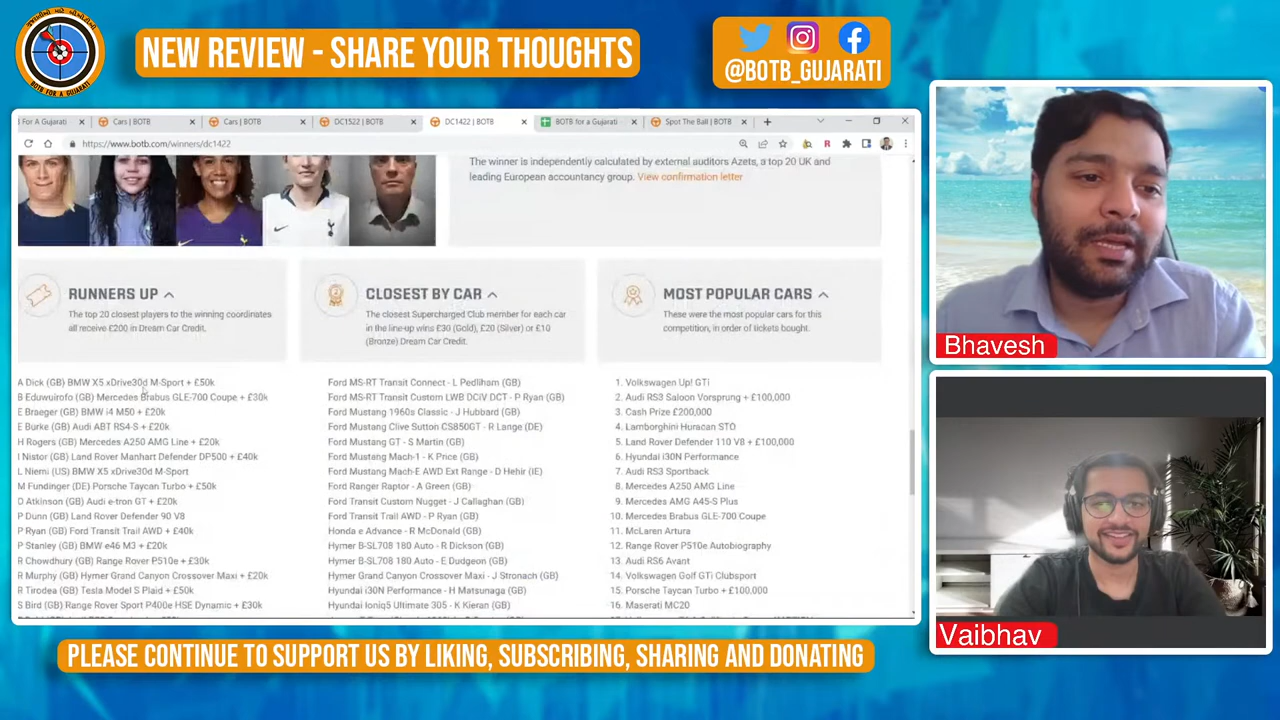 BOTB FOR A GUJARATI
NEW REVIEW - SHARE YOUR THOUGHTS
@BOTB_GUJARATI
For A Gujarati
Cars | BOTB
Cars | BOTB
DC1522 | BOTB
DC1422 | BOTB
BOTB for a Gujarati
Spot The Ball | BOTB
https://www.botb.com/winners/dc1422
The winner is independently calculated by external auditors Azets, a top 20 UK and
leading European accountancy group. View confirmation letter
RUNNERS UP
The top 20 closest players to the winning coordinates
all receive £200 in Dream Car Credit.
A Dick (GB) BMW X5 xDrive30d M-Sport + £50k
B Eduwuirofo (GB) Mercedes Brabus GLE-700 Coupe + £30k
E Braeger (GB) BMW i4 M50 + £20k
E Burke (GB) Audi ABT RS4-S + £20k
H Rogers (GB) Mercedes A250 AMG Line + £20k
I Nistor (GB) Land Rover Manhart Defender DP500 + £40k
L Niemi (US) BMW X5 xDrive30d M-Sport
M Fundinger (DE) Porsche Taycan Turbo + £50k
D Atkinson (GB) Audi e-tron GT + £20k
P Dunn (GB) Land Rover Defender 90 V8
P Ryan (GB) Ford Transit Trail AWD + £40k
P Stanley (GB) BMW e46 M3 + £20k
R Chowdhury (GB) Range Rover P510e + £30k
R Murphy (GB) Hymer Grand Canyon Crossover Maxi + £20k
R Tirodea (GB) Tesla Model S Plaid + £50k
S Bird (GB) Range Rover Sport P400e HSE Dynamic + £30k
CLOSEST BY CAR
The closest Supercharged Club member for each car
in the line-up wins £30 (Gold), £20 (Silver) or £10
(Bronze) Dream Car Credit.
Ford MS-RT Transit Connect - L Pedliham (GB)
Ford MS-RT Transit Custom LWB DCiV DCT - P Ryan (GB)
Ford Mustang 1960s Classic - J Hubbard (GB)
Ford Mustang Clive Sutton CS850GT - R Lange (DE)
Ford Mustang GT - S Martin (GB)
Ford Mustang Mach-1 - K Price (GB)
Ford Mustang Mach-E AWD Ext Range - D Hehir (IE)
Ford Ranger Raptor - A Green (GB)
Ford Transit Custom Nugget - J Callaghan (GB)
Ford Transit Trail AWD - P Ryan (GB)
Honda e Advance - R McDonald (GB)
Hymer B-SL708 180 Auto - R Dickson (GB)
Hymer B-SL708 180 Auto - E Dudgeon (GB)
Hymer Grand Canyon Crossover Maxi - J Stronach (GB)
Hyundai i30N Performance - H Matsunaga (GB)
Hyundai Ioniq5 Ultimate 305 - K Kieran (GB)
MOST POPULAR CARS
These were the most popular cars for this
competition, in order of tickets bought.
1. Volkswagen Up! GTi
2. Audi RS3 Saloon Vorsprung + £100,000
3. Cash Prize £200,000
4. Lamborghini Huracan STO
5. Land Rover Defender 110 V8 + £100,000
6. Hyundai i30N Performance
7. Audi RS3 Sportback
8. Mercedes A250 AMG Line
9. Mercedes AMG A45-S Plus
10. Mercedes Brabus GLE-700 Coupe
11. McLaren Artura
12. Range Rover P510e Autobiography
13. Audi RS6 Avant
14. Volkswagen Golf GTi Clubsport
15. Porsche Taycan Turbo + £100,000
16. Maserati MC20
Bhavesh
Vaibhav
PLEASE CONTINUE TO SUPPORT US BY LIKING, SUBSCRIBING, SHARING AND DONATING